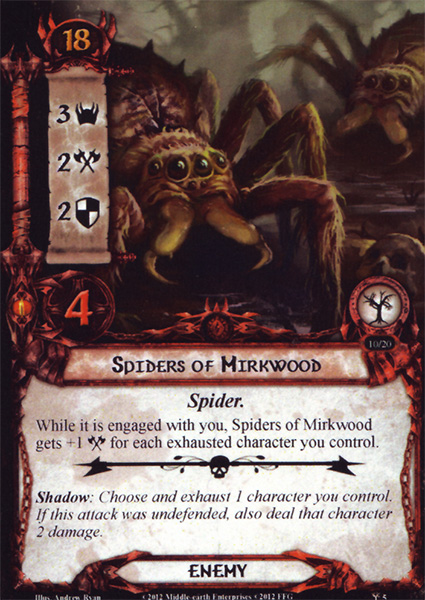 18
3
2
2
4
10/20
SPIDERS OF MIRKWOOD
Spider.
While it is engaged with you, Spiders of Mirkwood
gets +1 for each exhausted character you control.
Shadow: Choose and exhaust 1 character you control.
If this attack was undefended, also deal that character
2 damage.
ENEMY
Illus. Andrew Ryan ©2012 Middle-earth Enterprises ©2012 FFG 5